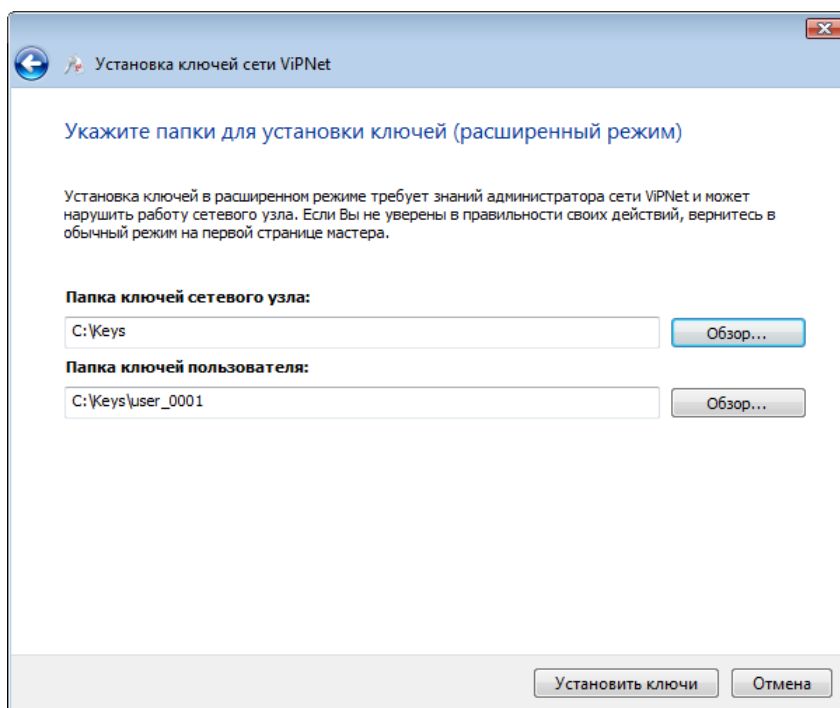 Установка ключей сети ViPNet
Укажите папки для установки ключей (расширенный режим)
Установка ключей в расширенном режиме требует знаний администратора сети ViPNet и может
нарушить работу сетевого узла. Если Вы не уверены в правильности своих действий, вернитесь в
обычный режим на первой странице мастера.
Папка ключей сетевого узла:
C:\Keys
Обзор...
Папка ключей пользователя:
C:\Keys\user_0001
Обзор...
Установить ключи
Отмена